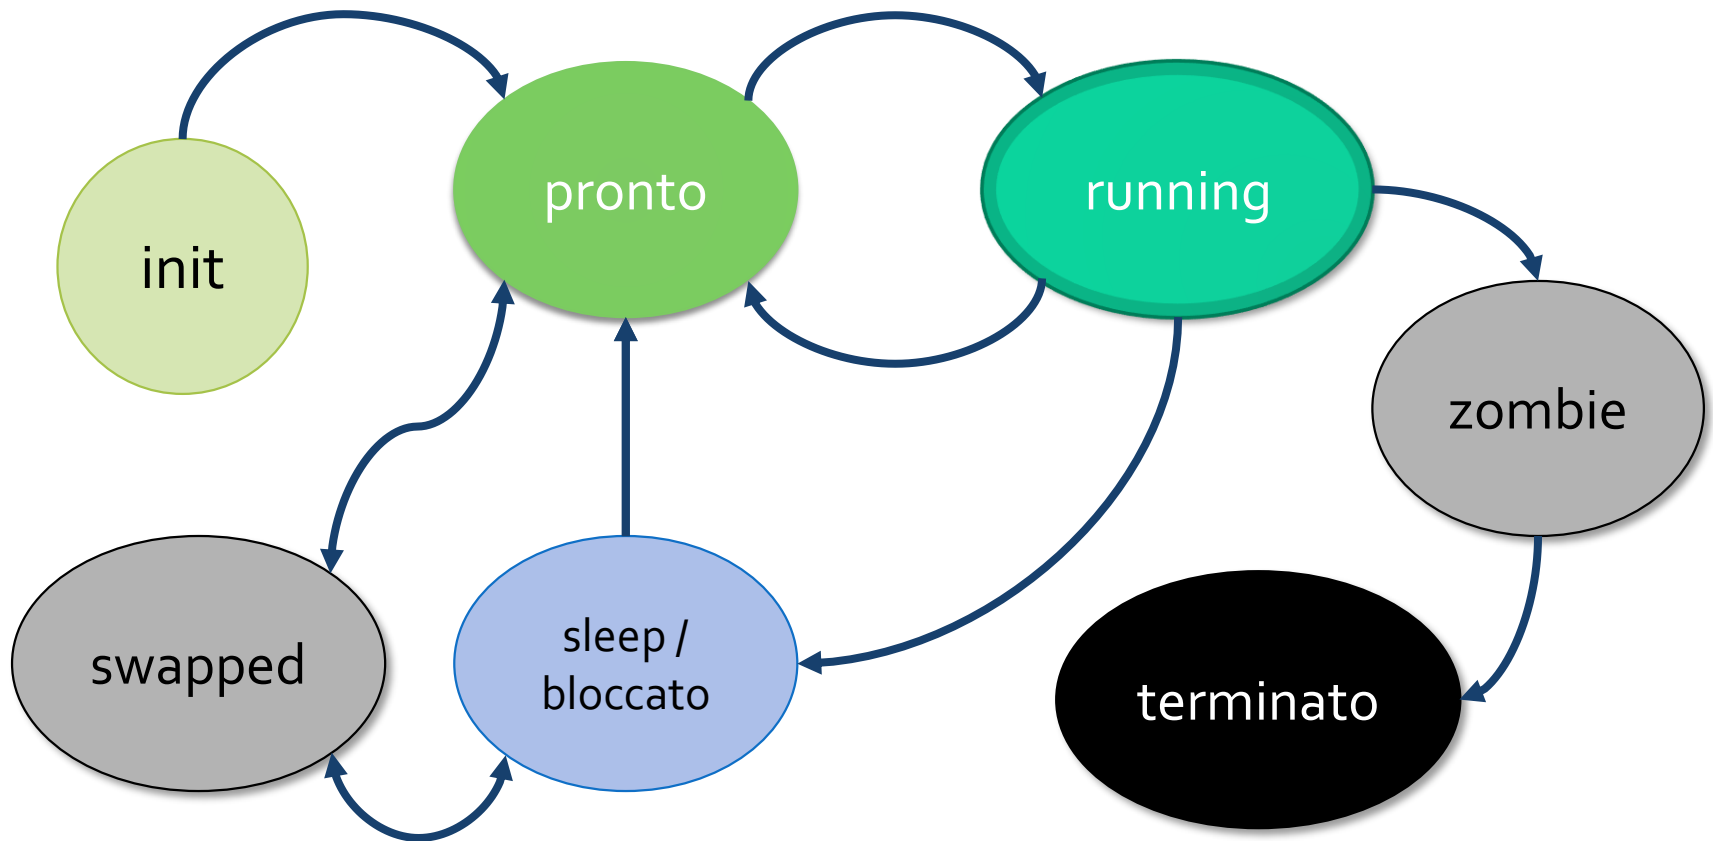 init
pronto
running
zombie
swapped
sleep /
bloccato
terminato